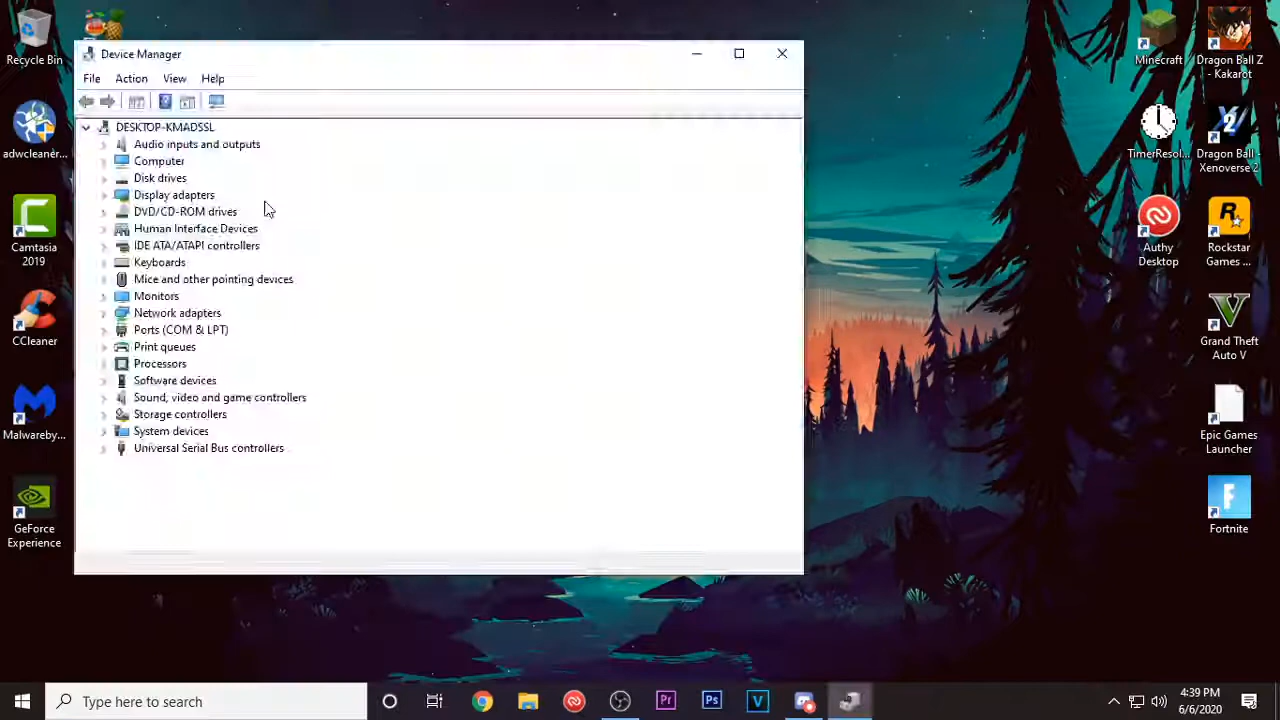 Recycle Bin
adwcleaner...
Camtasia
2019
CCleaner
Malwareby...
GeForce
Experience
Device Manager
File Action View Help
DESKTOP-KMADSSL
Audio inputs and outputs
Computer
Disk drives
Display adapters
DVD/CD-ROM drives
Human Interface Devices
IDE ATA/ATAPI controllers
Keyboards
Mice and other pointing devices
Monitors
Network adapters
Ports (COM & LPT)
Print queues
Processors
Software devices
Sound, video and game controllers
Storage controllers
System devices
Universal Serial Bus controllers
Minecraft
Dragon Ball Z
- Kakarot
TimerResol...
2
Dragon Ball -
Xenoverse 2
Authy
Desktop
R
Rockstar
Games ...
V
Grand Theft
Auto V
Epic Games
Launcher
F
Fortnite
Type here to search
Pr
Ps
V
4:39 PM
6/6/2020